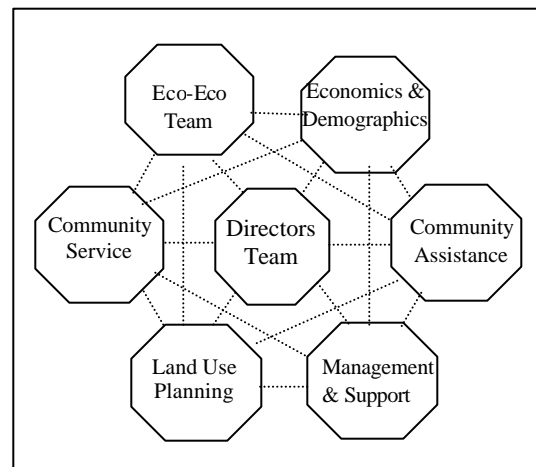 Eco-Eco
Team
Economics &
Demographics
Community
Service
Directors
Team
Community
Assistance
Land Use
Planning
Management
& Support